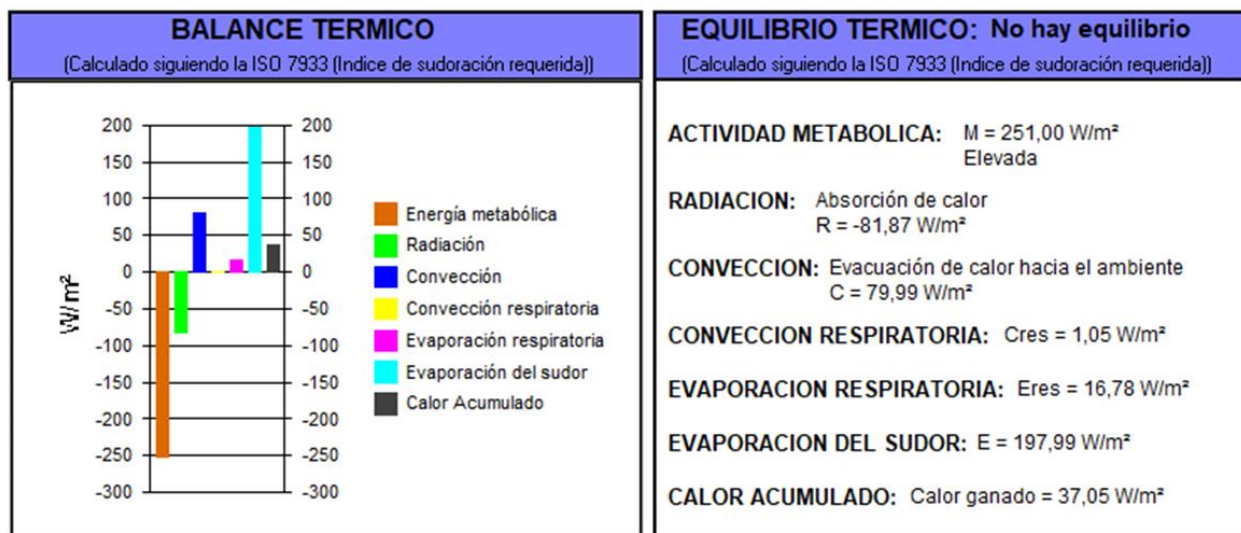 BALANCE TERMICO
(Calculado siguiendo la ISO 7933 (Indice de sudoración requerida))
200
150
100
50
0
-50
-100
-150
-200
-250
-300
W/m²
200
150
100
50
0
-50
-100
-150
-200
-250
-300
Energía metabólica
Radiación
Convección
Convección respiratoria
Evaporación respiratoria
Evaporación del sudor
Calor Acumulado
EQUILIBRIO TERMICO: No hay equilibrio
(Calculado siguiendo la ISO 7933 (Indice de sudoración requerida))
ACTIVIDAD METABOLICA: M = 251,00 W/m²
Elevada
RADIACION: Absorción de calor
R = -81,87 W/m²
CONVECCION: Evacuación de calor hacia el ambiente
C = 79,99 W/m²
CONVECCION RESPIRATORIA: Cres = 1,05 W/m²
EVAPORACION RESPIRATORIA: Eres = 16,78 W/m²
EVAPORACION DEL SUDOR: E = 197,99 W/m²
CALOR ACUMULADO: Calor ganado = 37,05 W/m²